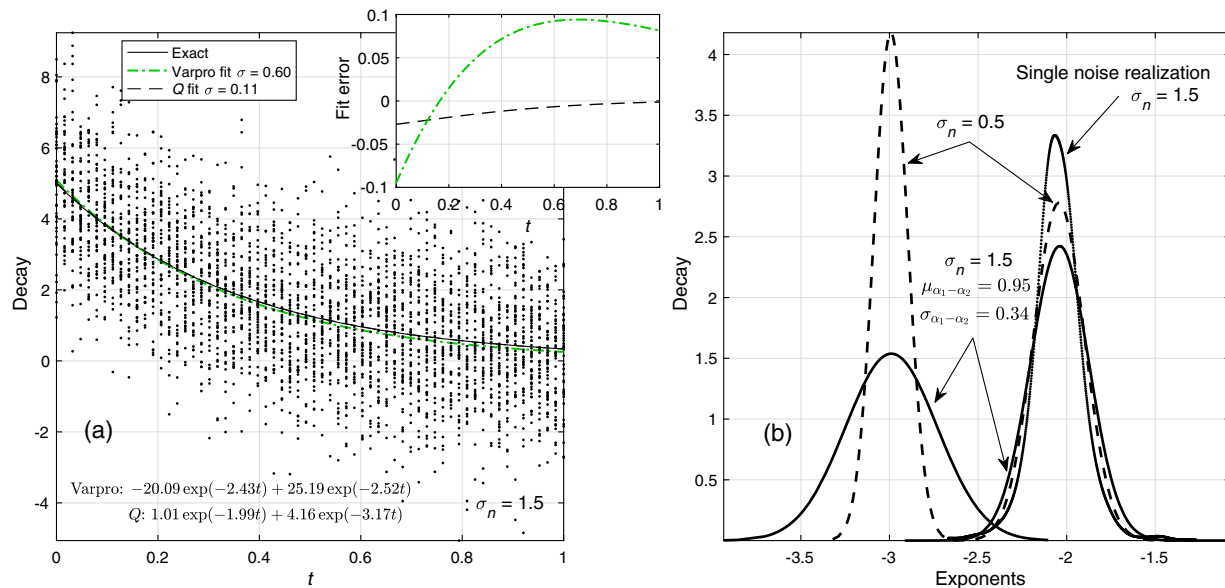 Exact
Varpro fit σ = 0.60
Q fit σ = 0.11
Decay
8
6
4
2
0
-2
-4
0
0.2
0.4
0.6
0.8
1
t
(a)
Varpro: −20.09 exp(−2.43t) + 25.19 exp(−2.52t)
Q: 1.01 exp(−1.99t) + 4.16 exp(−3.17t)
σn = 1.5
Fit error
0.1
0.05
0
-0.05
-0.1
0
0.2
0.4
0.6
0.8
1
t
Decay
4
3.5
3
2.5
2
1.5
1
0.5
-3.5
-3
-2.5
-2
-1.5
Exponents
(b)
Single noise realization
σn = 1.5
σn = 0.5
σn = 1.5
μα1−α2 = 0.95
σα1−α2 = 0.34